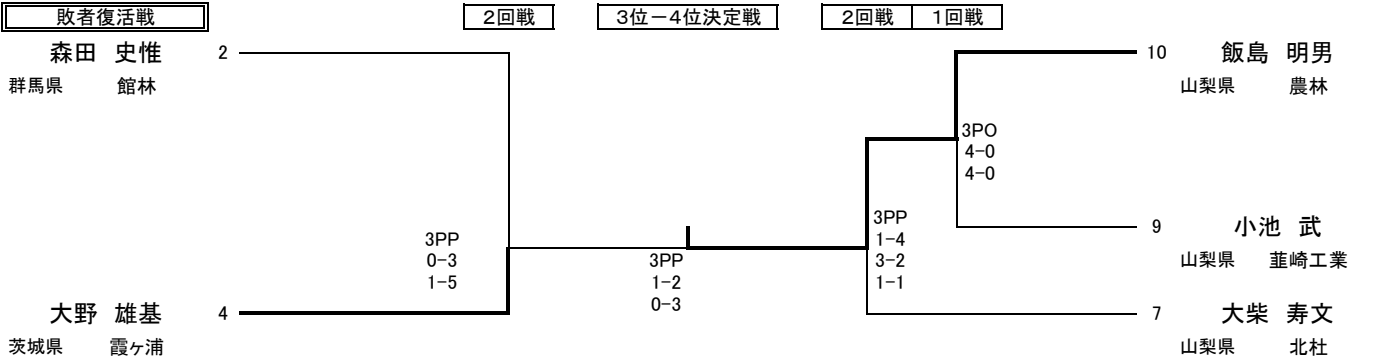 敗者復活戦 2回戦 3位－4位決定戦 2回戦 1回戦
森田 史惟 2 10 飯島 明男
群馬県 館林 山梨県 農林
3PO
4-0
4-0
3PP
1-4
3-2
1-1
9 小池 武
山梨県 韮崎工業
3PP
0-3
1-5
3PP
1-2
0-3
大野 雄基 4 7 大柴 寿文
茨城県 霞ヶ浦 山梨県 北杜